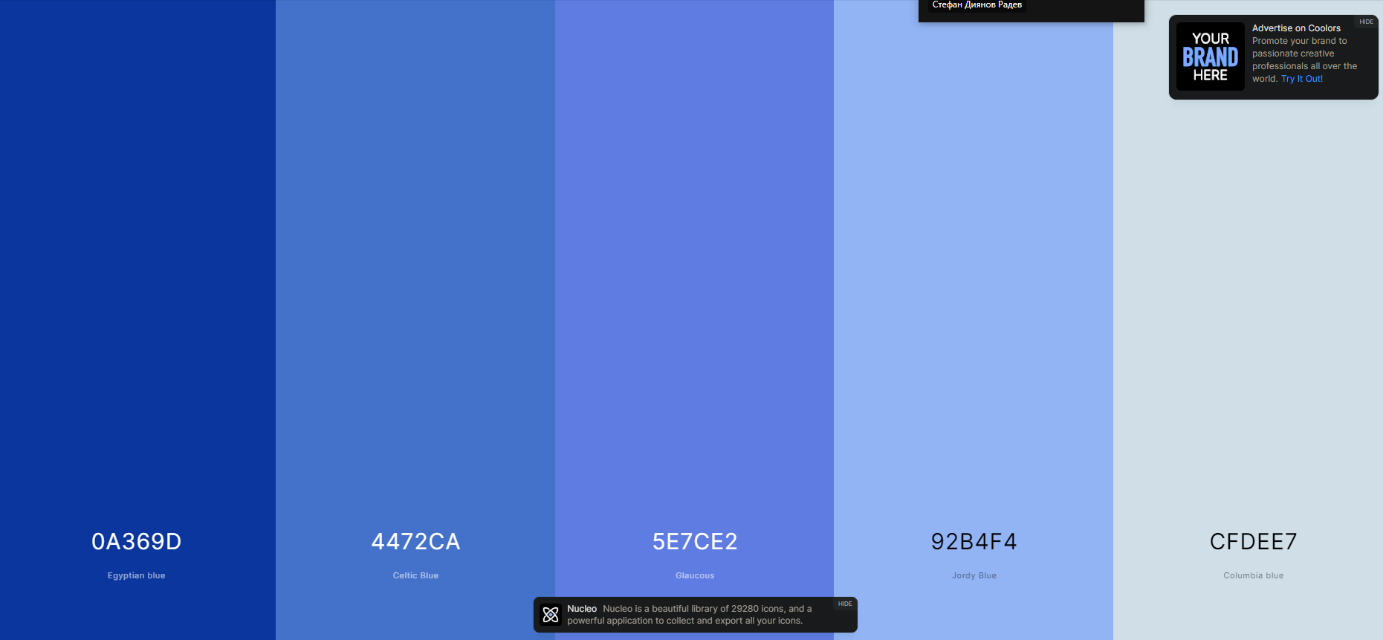 Стефан Диянов Радев
HIDE
YOUR
BRAND
HERE
Advertise on Coolors
Promote your brand to
passionate creative
professionals all over the
world. Try It Out!
0A369D
Egyptian blue
4472CA
Celtic Blue
5E7CE2
Glaucous
92B4F4
Jordy Blue
CFDEE7
Columbia blue
Nucleo Nucleo is a beautiful library of 29280 icons, and a
powerful application to collect and export all your icons.
HIDE